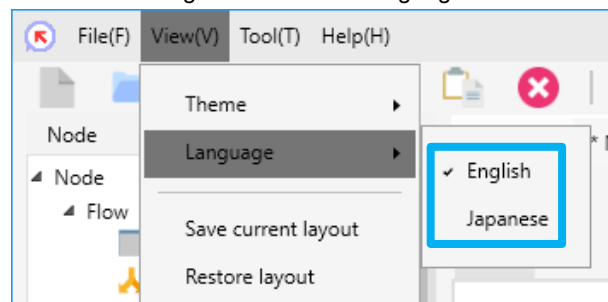 File(F) View(V) Tool(T) Help(H)
Theme
Node
Language
* 
Node
English
Flow
Japanese
Save current layout
Restore layout